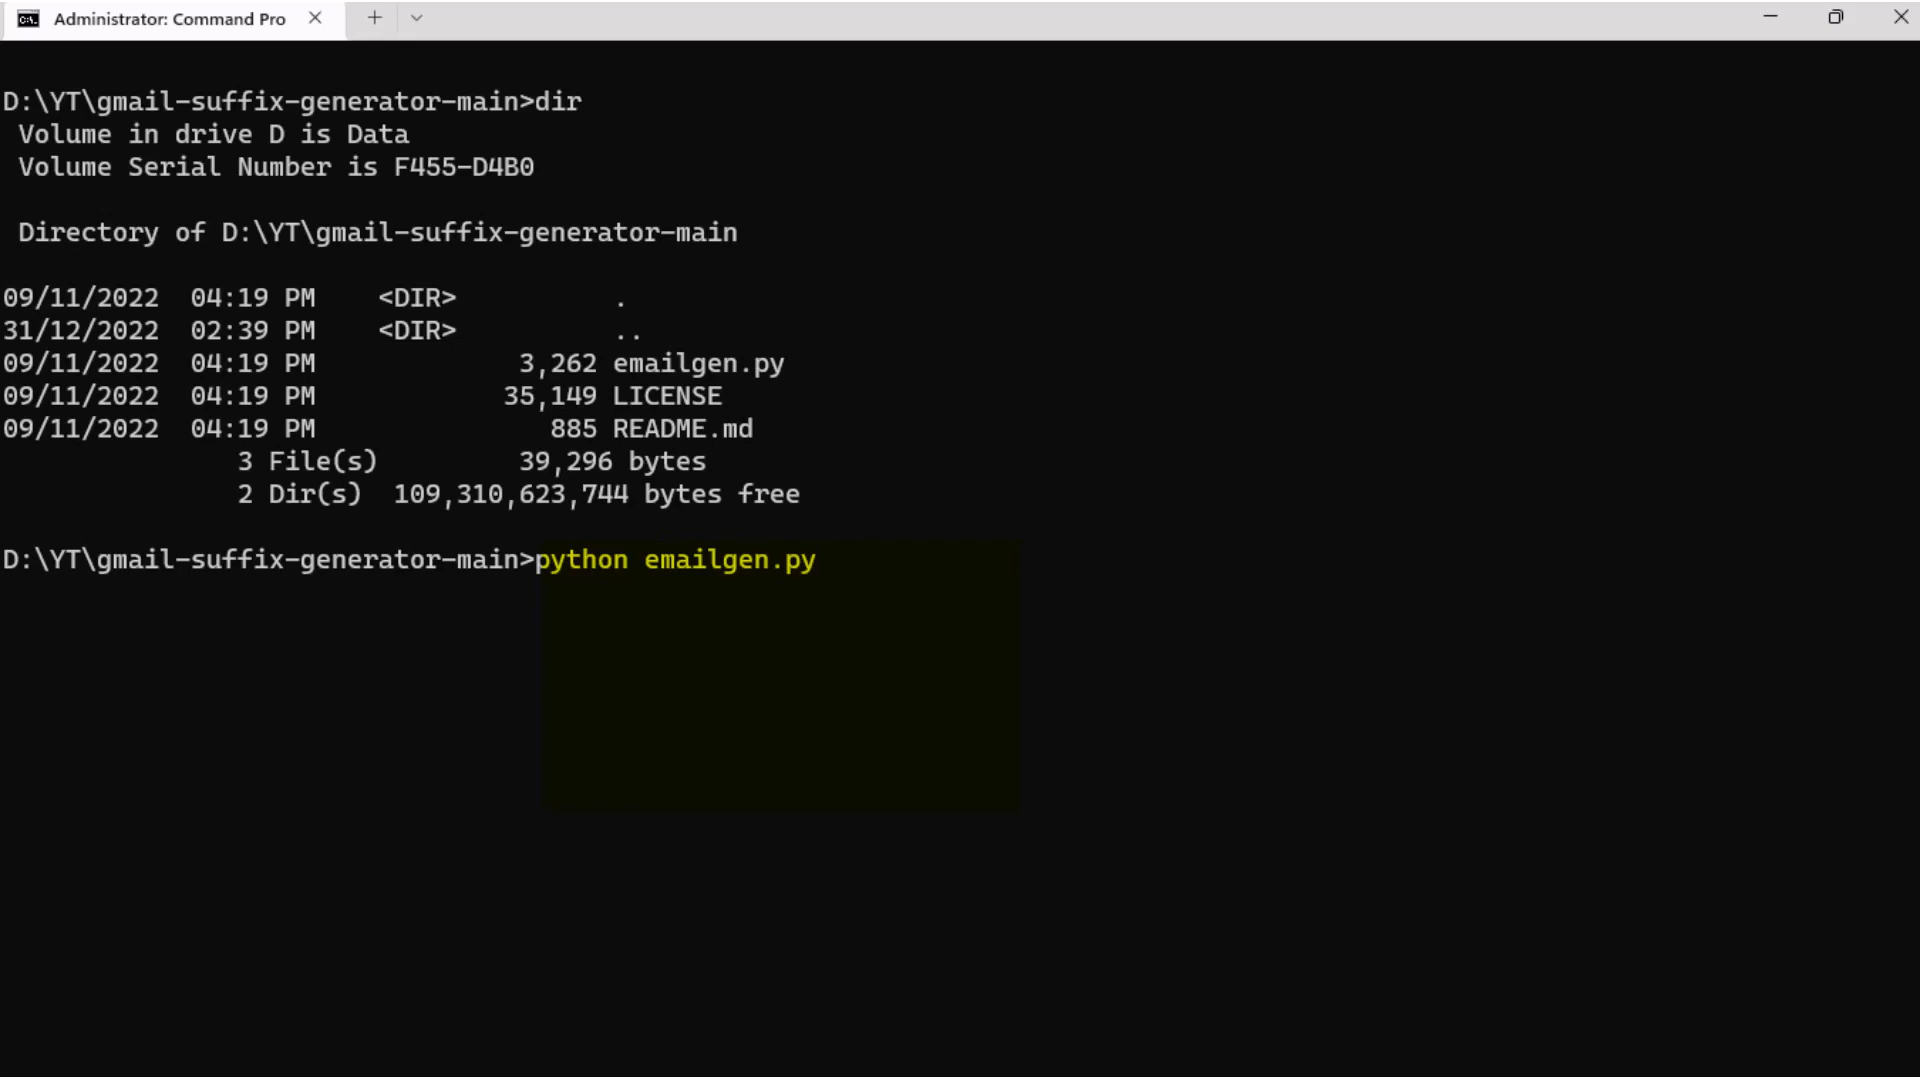 Administrator: Command Pro
D:\YT\gmail-suffix-generator-main>dir
Volume in drive D is Data
Volume Serial Number is F455-D4B0
Directory of D:\YT\gmail-suffix-generator-main
09/11/2022  04:19 PM    <DIR>          .
31/12/2022  02:39 PM    <DIR>          ..
09/11/2022  04:19 PM             3,262 emailgen.py
09/11/2022  04:19 PM            35,149 LICENSE
09/11/2022  04:19 PM               885 README.md
3 File(s)         39,296 bytes
2 Dir(s)  109,310,623,744 bytes free
D:\YT\gmail-suffix-generator-main>python emailgen.py